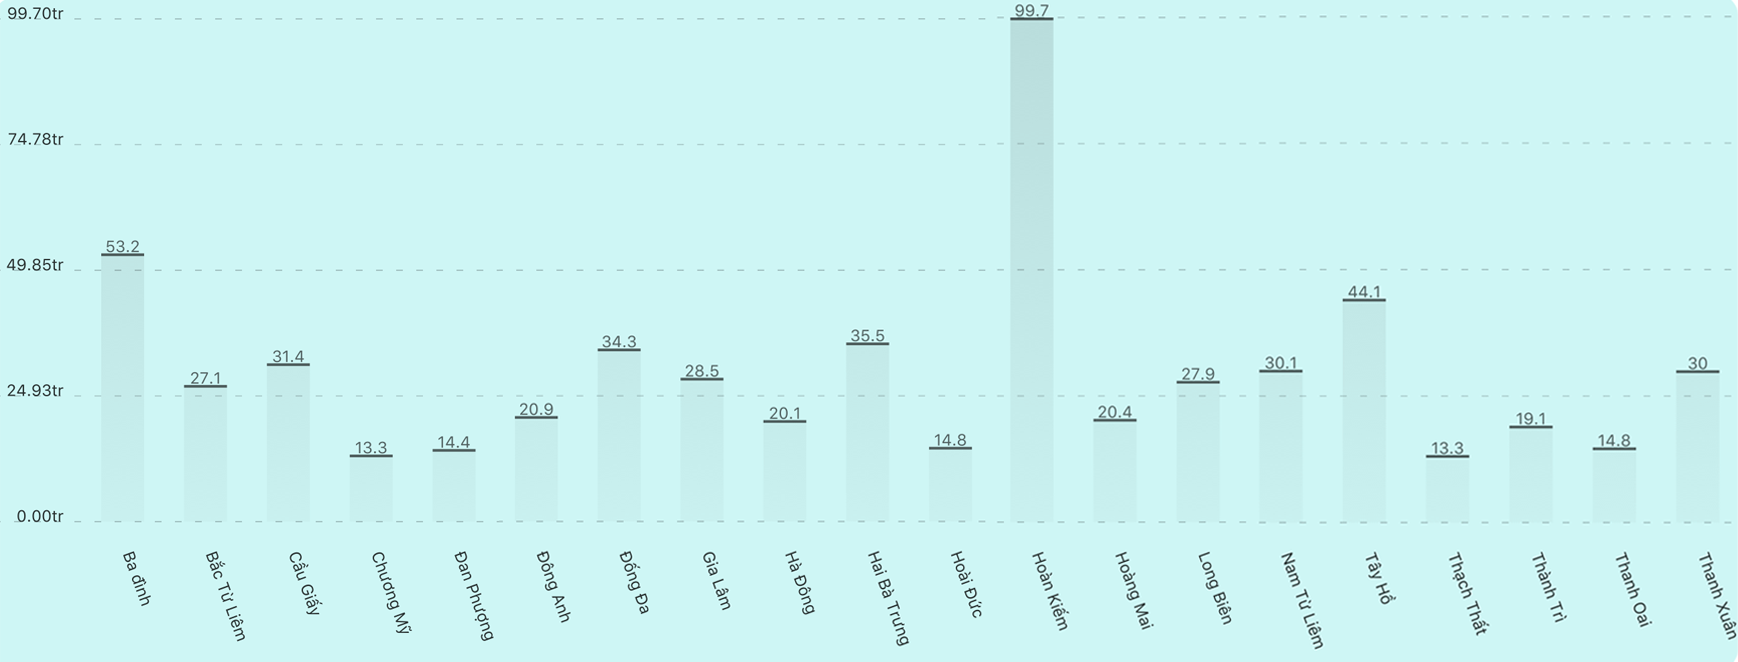 99.70tr
74.78tr
49.85tr
24.93tr
0.00tr
53.2
27.1
31.4
13.3
14.4
20.9
34.3
28.5
20.1
35.5
14.8
99.7
20.4
27.9
30.1
44.1
13.3
19.1
14.8
30
Ba đình
Bắc Từ Liêm
Cầu Giấy
Chương Mỹ
Đan Phượng
Đông Anh
Đống Đa
Gia Lâm
Hà Đông
Hai Bà Trưng
Hoài Đức
Hoàn Kiếm
Hoàng Mai
Long Biên
Nam Từ Liêm
Tây Hồ
Thạch Thất
Thành Trì
Thanh Oai
Thanh Xuân